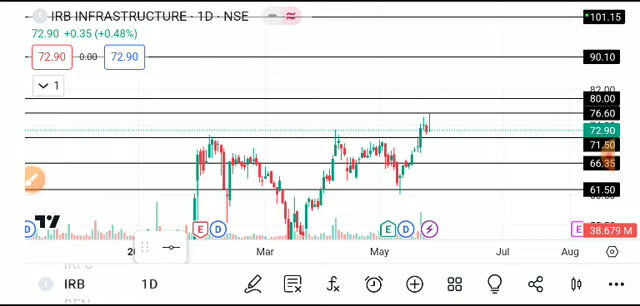 IRB INFRASTRUCTURE · 1D · NSE
72.90 +0.35 (+0.48%)
72.90 0.00 72.90
1
101.15
90.10
82.00
80.00
76.60
72.90
71.50
66.35
61.50
38.679 M
E D E D E
Mar May Jul Aug
IRB 1D